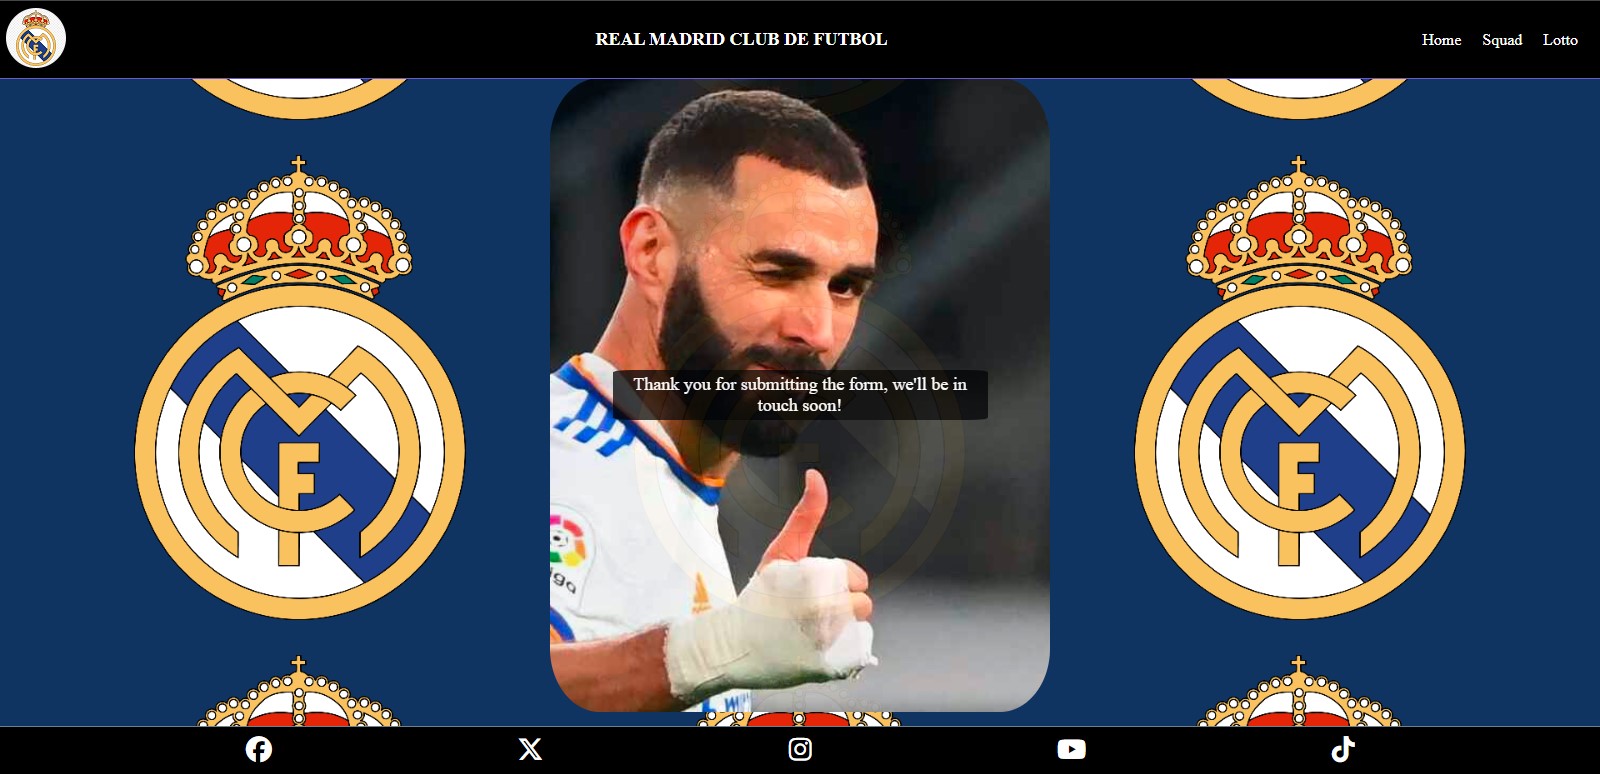 REAL MADRID CLUB DE FUTBOL
Home
Squad
Lotto
Thank you for submitting the form, we'll be in
touch soon!